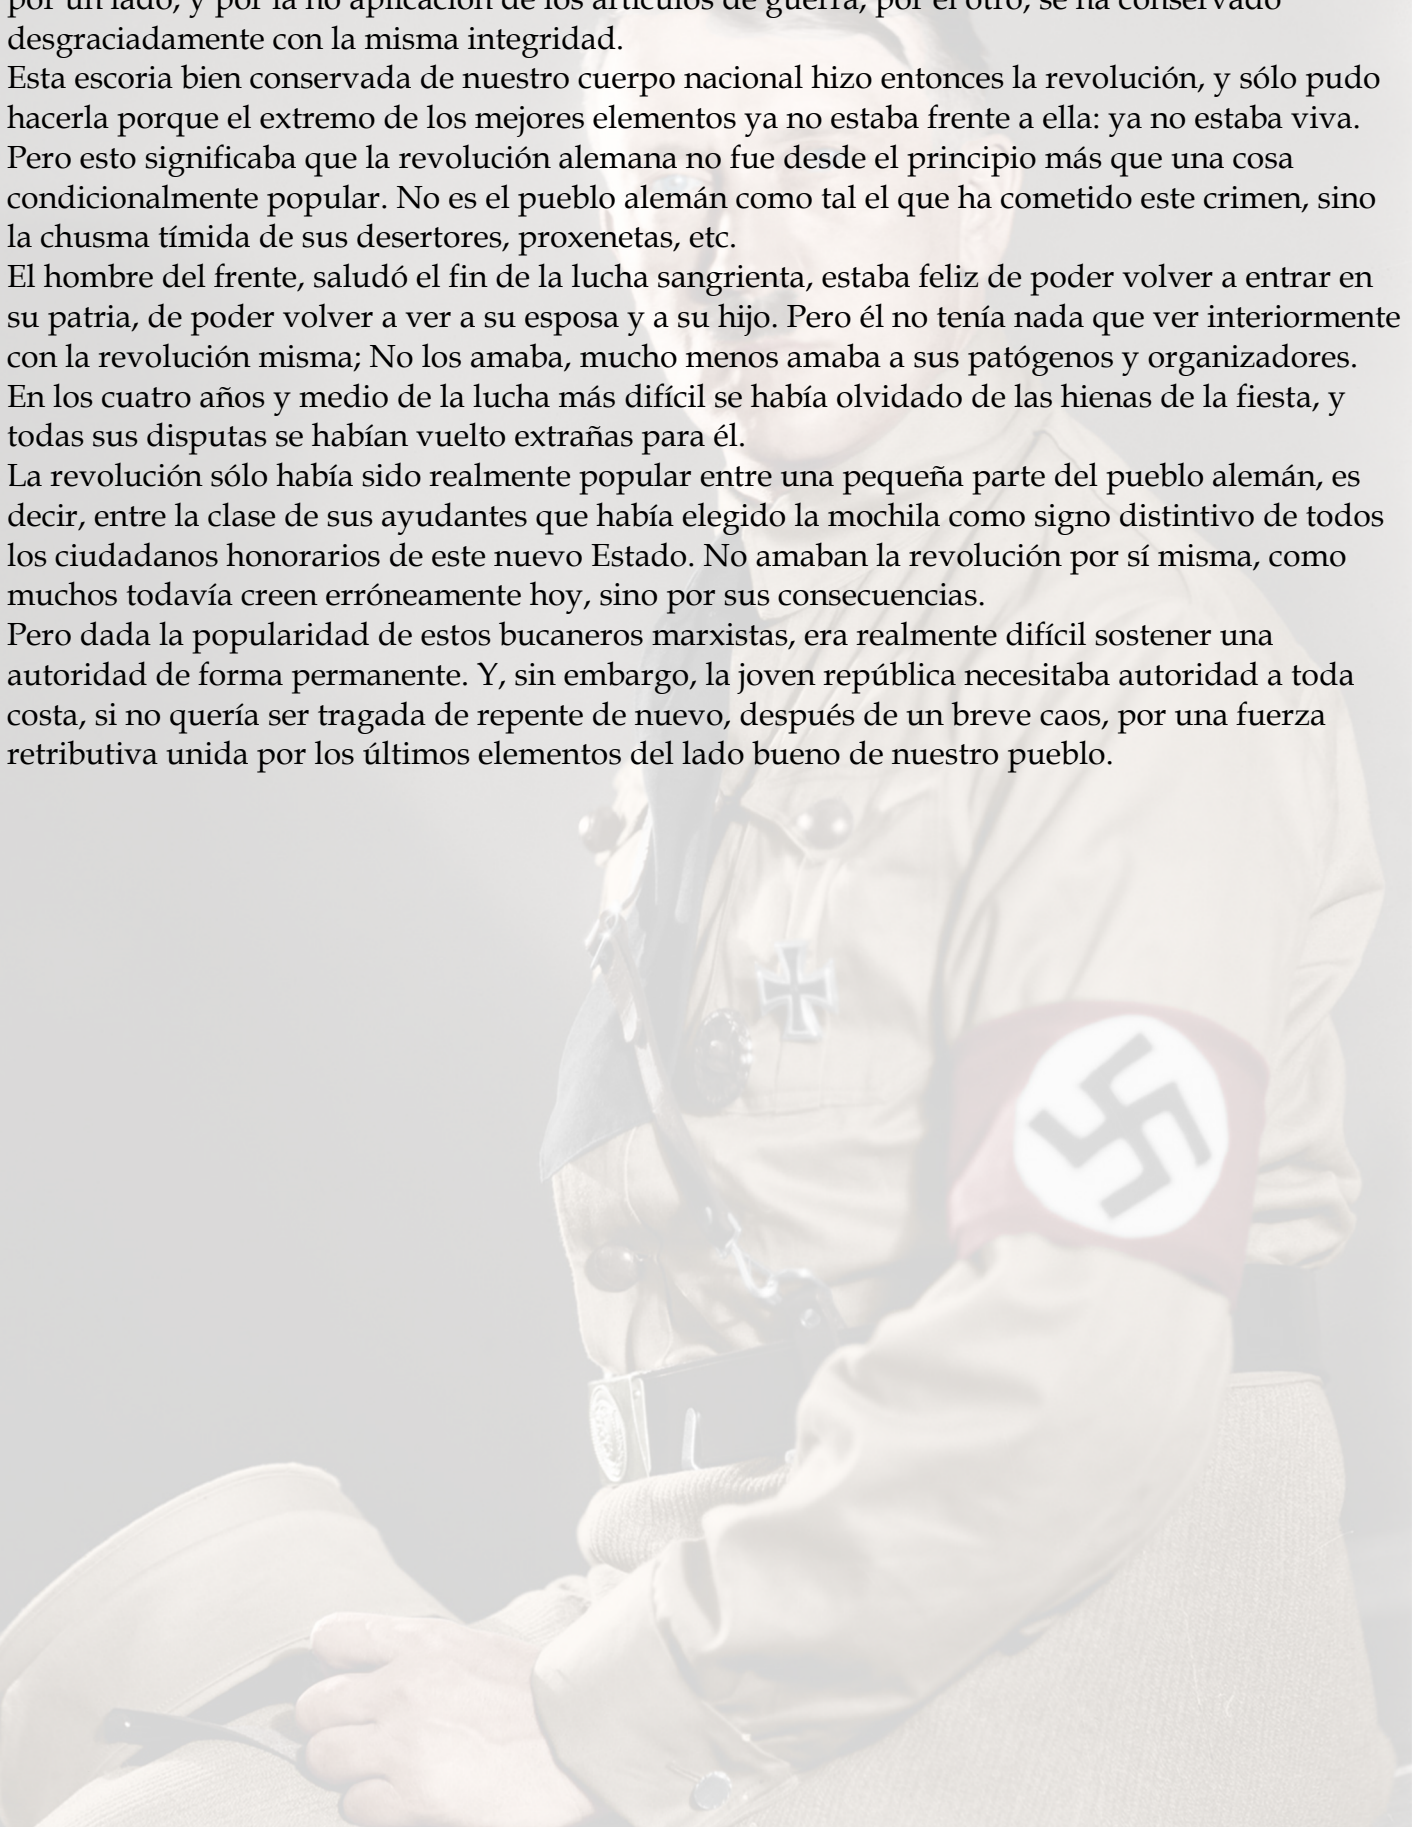 por un lado, y por la no aplicación de los artículos de guerra, por el otro, se ha conservado
desgraciadamente con la misma integridad.
Esta escoria bien conservada de nuestro cuerpo nacional hizo entonces la revolución, y sólo pudo
hacerla porque el extremo de los mejores elementos ya no estaba frente a ella: ya no estaba viva.
Pero esto significaba que la revolución alemana no fue desde el principio más que una cosa
condicionalmente popular. No es el pueblo alemán como tal el que ha cometido este crimen, sino
la chusma tímida de sus desertores, proxenetas, etc.
El hombre del frente, saludó el fin de la lucha sangrienta, estaba feliz de poder volver a entrar en
su patria, de poder volver a ver a su esposa y a su hijo. Pero él no tenía nada que ver interiormente
con la revolución misma; No los amaba, mucho menos amaba a sus patógenos y organizadores.
En los cuatro años y medio de la lucha más difícil se había olvidado de las hienas de la fiesta, y
todas sus disputas se habían vuelto extrañas para él.
La revolución sólo había sido realmente popular entre una pequeña parte del pueblo alemán, es
decir, entre la clase de sus ayudantes que había elegido la mochila como signo distintivo de todos
los ciudadanos honorarios de este nuevo Estado. No amaban la revolución por sí misma, como
muchos todavía creen erróneamente hoy, sino por sus consecuencias.
Pero dada la popularidad de estos bucaneros marxistas, era realmente difícil sostener una
autoridad de forma permanente. Y, sin embargo, la joven república necesitaba autoridad a toda
costa, si no quería ser tragada de repente de nuevo, después de un breve caos, por una fuerza
retributiva unida por los últimos elementos del lado bueno de nuestro pueblo.